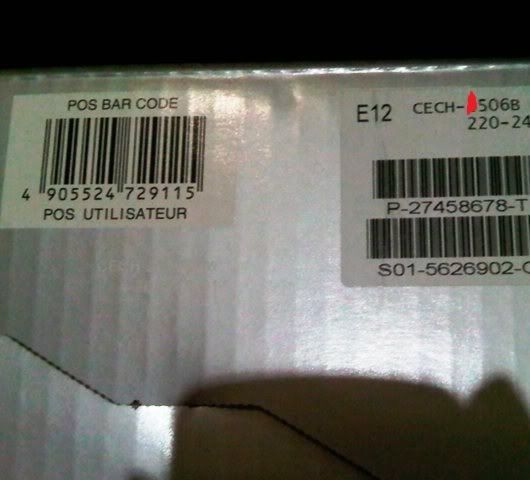 POS BAR CODE
4 905524 729115
POS UTILISATEUR
E12 CECH-506B
220-24
P-27458678-T
S01-5626902-